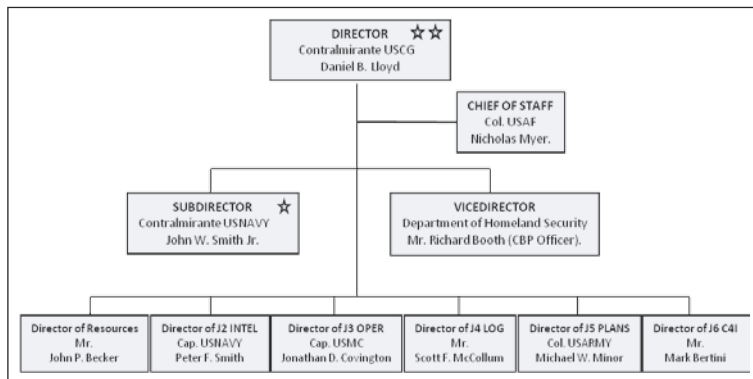 DIRECTOR
Contralmirante USCG
Daniel B. Lloyd
CHIEF OF STAFF
Col. USAF
Nicholas Myer.
SUBDIRECTOR
Contralmirante USNAVY
John W. Smith Jr.
VICEDIRECTOR
Department of Homeland Security
Mr. Richard Booth (CBP Officer).
Director of Resources
Mr.
John P. Becker
Director of J2 INTEL
Cap. USNAVY
Peter F. Smith
Director of J3 OPER
Cap. USMC
Jonathan D. Covington
Director of J4 LOG
Mr.
Scott F. McCollum
Director of J5 PLANS
Col. USARMY
Michael W. Minor
Director of J6 C4I
Mr.
Mark Bertini